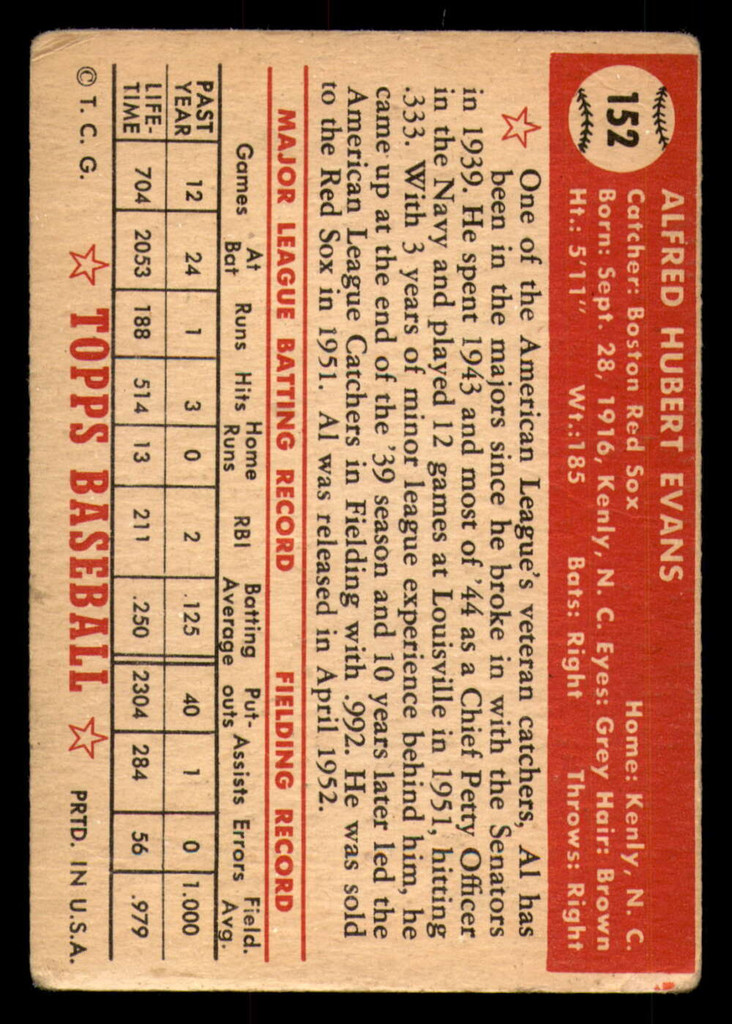 152
ALFRED HUBERT EVANS
Catcher: Boston Red Sox Home: Kenly, N. C.
Born: Sept. 28, 1916, Kenly, N. C. Eyes: Grey Hair: Brown
Ht.: 5'11" Wt.:185 Bats: Right Throws: Right
One of the American League's veteran catchers, Al has
been in the majors since he broke in with the Senators
in 1939. He spent 1943 and most of '44 as a Chief Petty Officer
in the Navy and played 12 games at Louisville in 1951, hitting
.333. With 3 years of minor league experience behind him, he
came up at the end of the '39 season and 10 years later led the
American League Catchers in Fielding with .992. He was sold
to the Red Sox in 1951. Al was released in April 1952.
MAJOR LEAGUE BATTING RECORD FIELDING RECORD
Games At Bat Runs Hits Home Runs RBI Batting Average Put-outs Assists Errors Field. Avg.
PAST YEAR 12 24 1 3 0 2 .125 40 1 0 1.000
LIFE-TIME 704 2053 188 514 13 211 .250 2304 284 56 .979
© T. C. G. TOPPS BASEBALL PRTD. IN U.S.A.